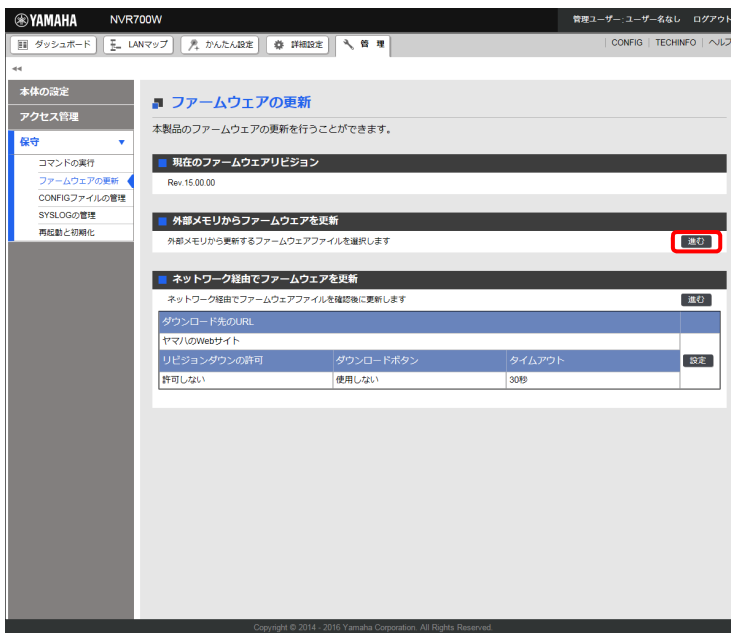 YAMAHA NVR700W 管理ユーザー:ユーザー名なし ログアウト
ダッシュボード LANマップ かんたん設定 詳細設定 管 理 CONFIG | TECHINFO | ヘルプ
◂◂
本体の設定
アクセス管理
保守
コマンドの実行
ファームウェアの更新
CONFIGファイルの管理
SYSLOGの管理
再起動と初期化
ファームウェアの更新
本製品のファームウェアの更新を行うことができます。
現在のファームウェアリビジョン
Rev.15.00.00
外部メモリからファームウェアを更新
外部メモリから更新するファームウェアファイルを選択します 進む
ネットワーク経由でファームウェアを更新
ネットワーク経由でファームウェアファイルを確認後に更新します 進む
ダウンロード先のURL
ヤマハのWebサイト
リビジョンダウンの許可 ダウンロードボタン タイムアウト 設定
許可しない 使用しない 30秒
Copyright © 2014 - 2016 Yamaha Corporation. All Rights Reserved.